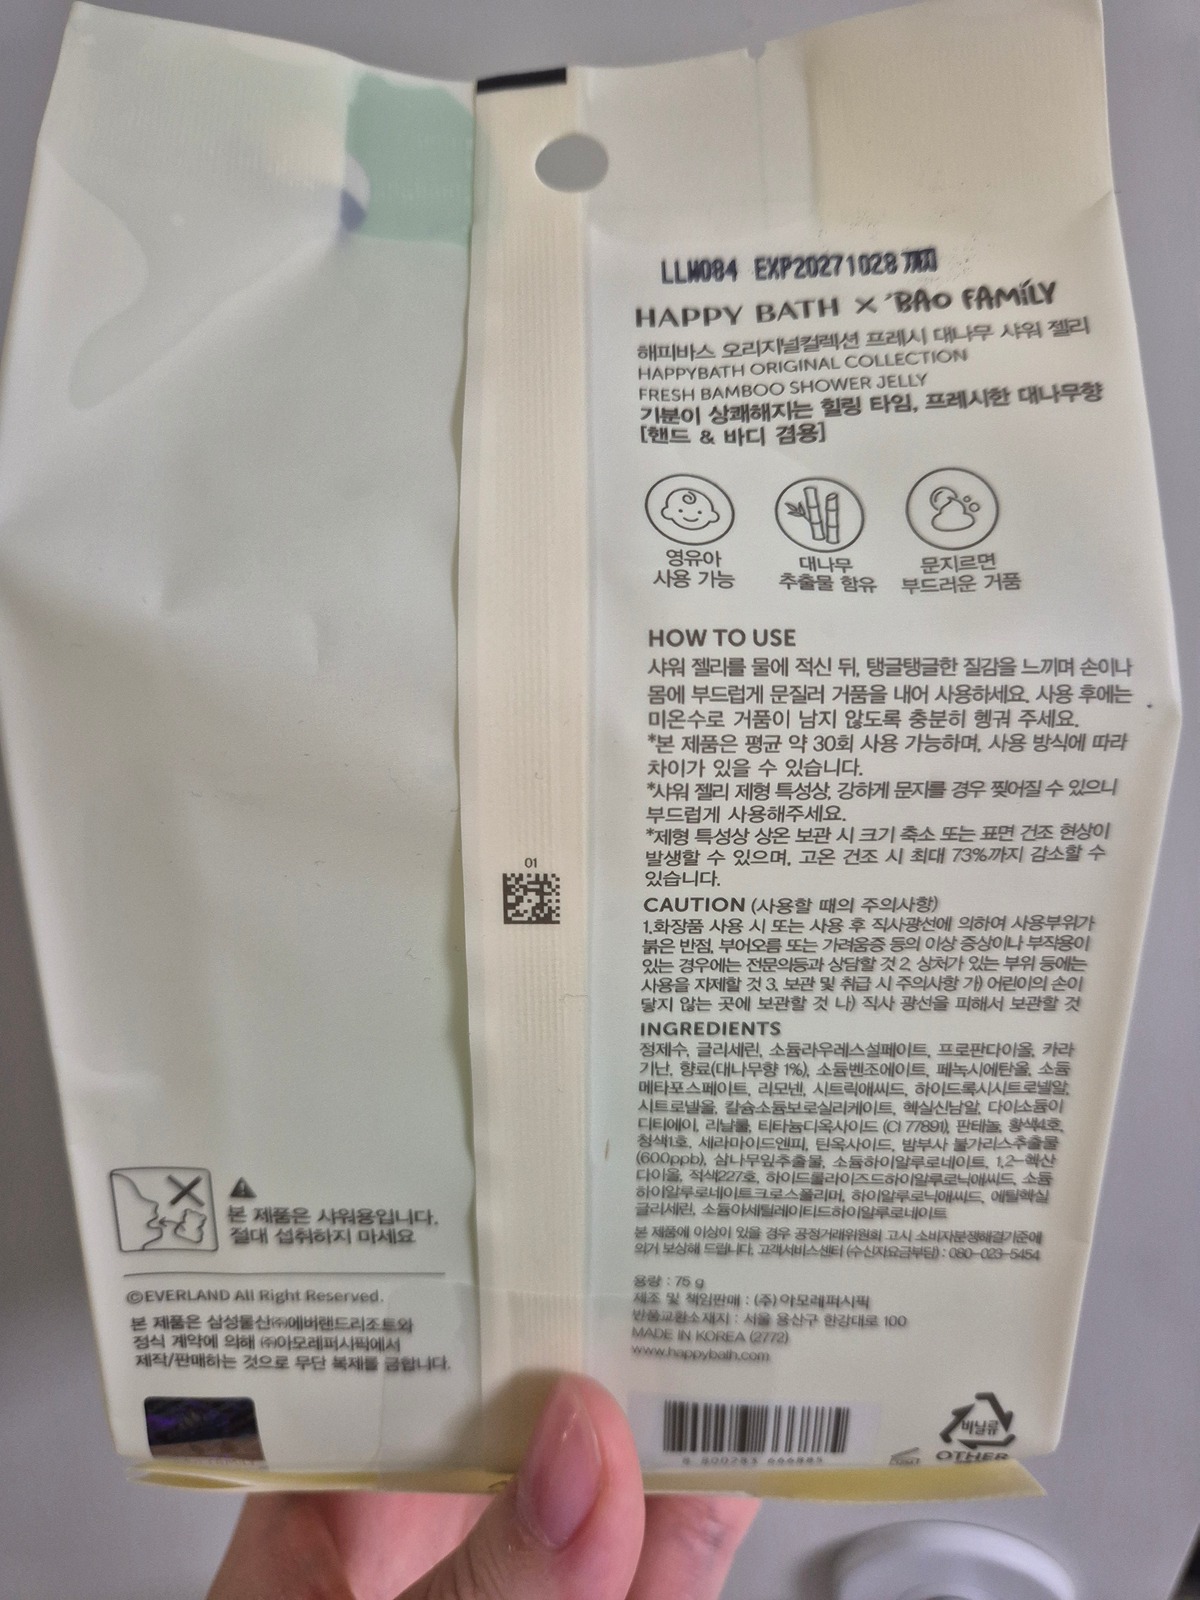 LLM084 EXP20271028
HAPPY BATH X 'BAO FAMILY
해피바스 오리지널컬렉션 프레시 대나무 샤워 젤리
HAPPYBATH ORIGINAL COLLECTION
FRESH BAMBOO SHOWER JELLY
기분이 상쾌해지는 힐링 타임, 프레시한 대나무향
[핸드 & 바디 겸용]
영유아
사용 가능
대나무
추출물 함유
문지르면
부드러운 거품
HOW TO USE
샤워 젤리를 물에 적신 뒤, 탱글탱글한 질감을 느끼며 손이나
몸에 부드럽게 문질러 거품을 내어 사용하세요. 사용 후에는
미온수로 거품이 남지 않도록 충분히 헹궈 주세요.
*본 제품은 평균 약 30회 사용 가능하며, 사용 방식에 따라
차이가 있을 수 있습니다.
*샤워 젤리 제형 특성상, 강하게 문지를 경우 찢어질 수 있으니
부드럽게 사용해주세요.
*제형 특성상 상온 보관 시 크기 축소 또는 표면 건조 현상이
발생할 수 있으며, 고온 건조 시 최대 73%까지 감소할 수
있습니다.
CAUTION (사용할 때의 주의사항)
1.화장품 사용 시 또는 사용 후 직사광선에 의하여 사용부위가
붉은 반점, 부어오름 또는 가려움증 등의 이상 증상이나 부작용이
있는 경우에는 전문의등과 상담할 것 2. 상처가 있는 부위 등에는
사용을 자제할 것 3. 보관 및 취급 시 주의사항 가) 어린이의 손이
닿지 않는 곳에 보관할 것 나) 직사 광선을 피해서 보관할 것
INGREDIENTS
정제수, 글리세린, 소듐라우레스설페이트, 프로판다이올, 카라
기난, 향료(대나무향 1%), 소듐벤조에이트, 페녹시에탄올, 소듐
메타포스페이트, 리모넨, 시트릭애씨드, 하이드록시시트로넬알,
시트로넬올, 칼슘소듐보로실리케이트, 헥실신남알, 다이소듐이
디티에이, 리날룰, 티타늄디옥사이드 (CI 77891), 판테놀, 황색4호,
청색1호, 세라마이드엔피, 틴옥사이드, 밤부사 불가리스추출물
(600ppb), 삼나무잎추출물, 소듐하이알루로네이트, 1,2-헥산
다이올, 적색227호, 하이드롤라이즈드하이알루로닉애씨드, 소듐
하이알루로네이트크로스폴리머, 하이알루로닉애씨드, 에틸헥실
글리세린, 소듐아세틸레이티드하이알루로네이트
본 제품에 이상이 있을 경우 공정거래위원회 고시 소비자분쟁해결기준에
의거 보상해 드립니다. 고객서비스센터 (수신자요금부담) : 080-023-5454
용량 : 75 g
제조 및 책임판매 : (주)아모레퍼시픽
반품교환소재지 : 서울 용산구 한강대로 100
MADE IN KOREA (2772)
www.happybath.com
8 800283 666885
비닐류
OTHER
01
본 제품은 샤워용입니다.
절대 섭취하지 마세요
©EVERLAND All Right Reserved.
본 제품은 삼성물산㈜에버랜드리조트와
정식 계약에 의해 ㈜아모레퍼시픽에서
제작/판매하는 것으로 무단 복제를 금합니다.